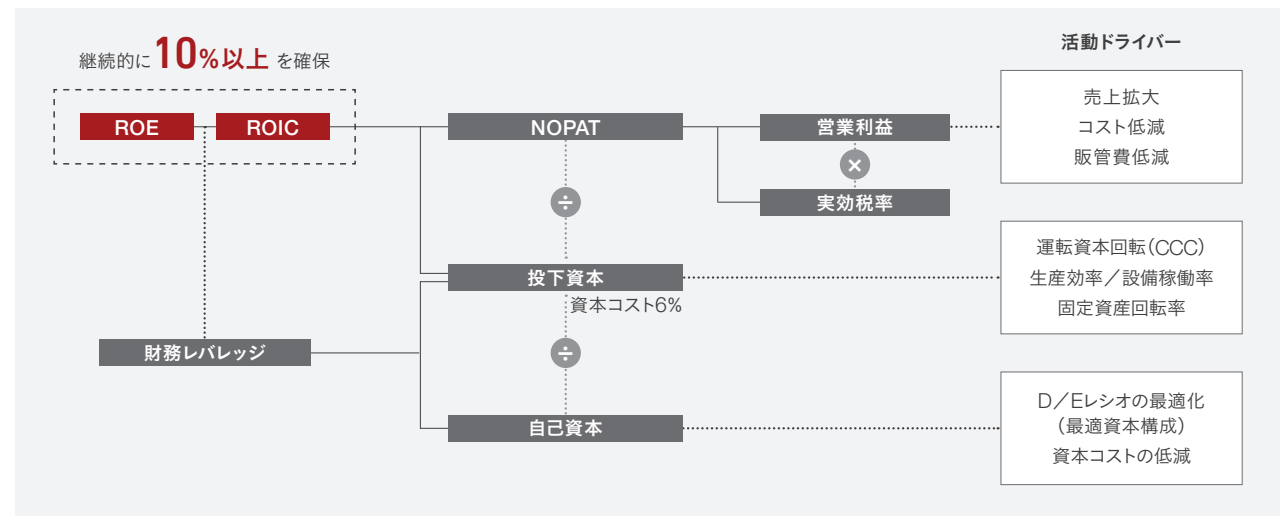 継続的に10%以上 を確保
活動ドライバー
ROE
ROIC
NOPAT
÷
営業利益
×
実効税率
売上拡大
コスト低減
販管費低減
投下資本
資本コスト6%
運転資本回転(CCC)
生産効率/設備稼働率
固定資産回転率
財務レバレッジ
÷
自己資本
D/Eレシオの最適化
(最適資本構成)
資本コストの低減